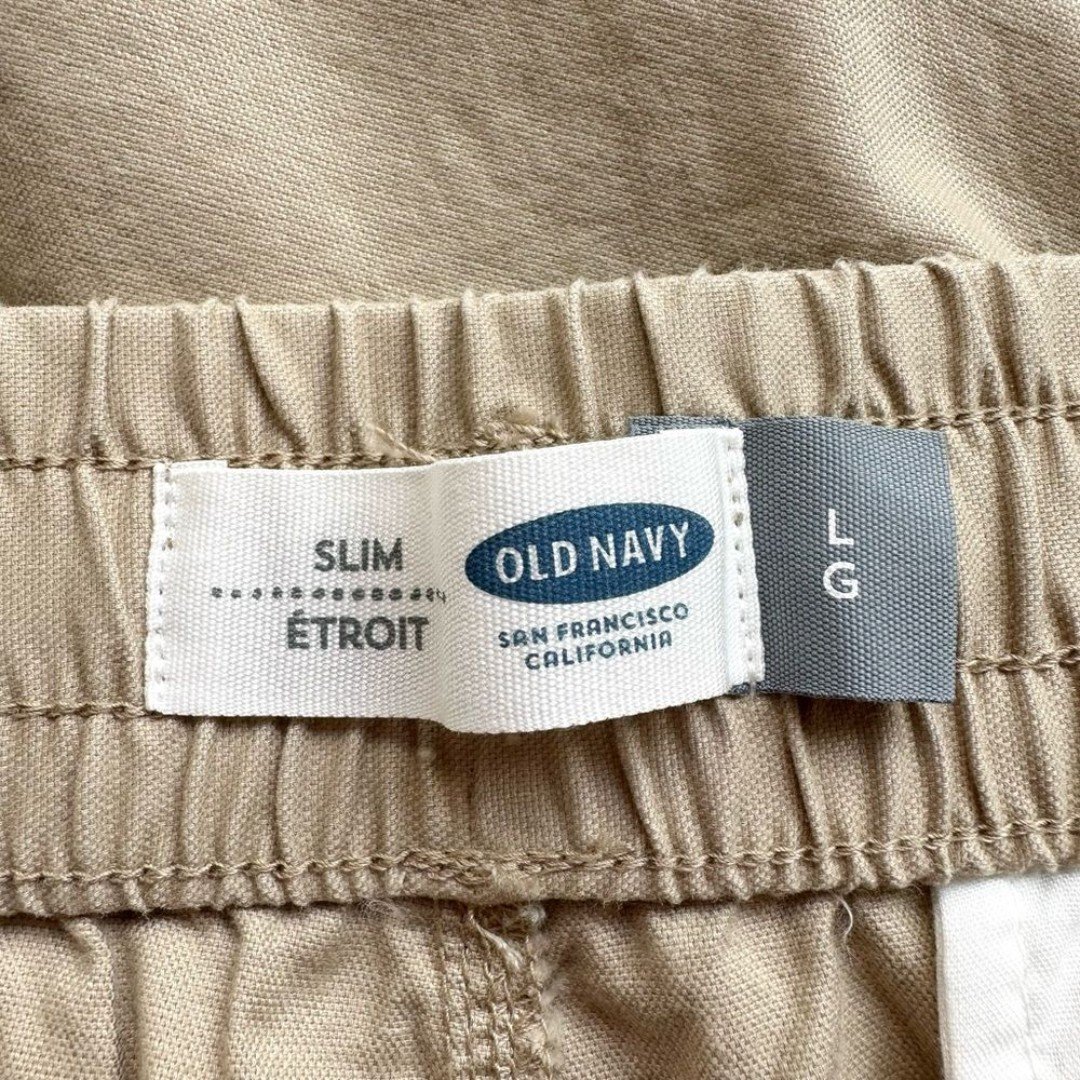 SLIM
ÉTROIT
OLD NAVY
SAN FRANCISCO
CALIFORNIA
L
G